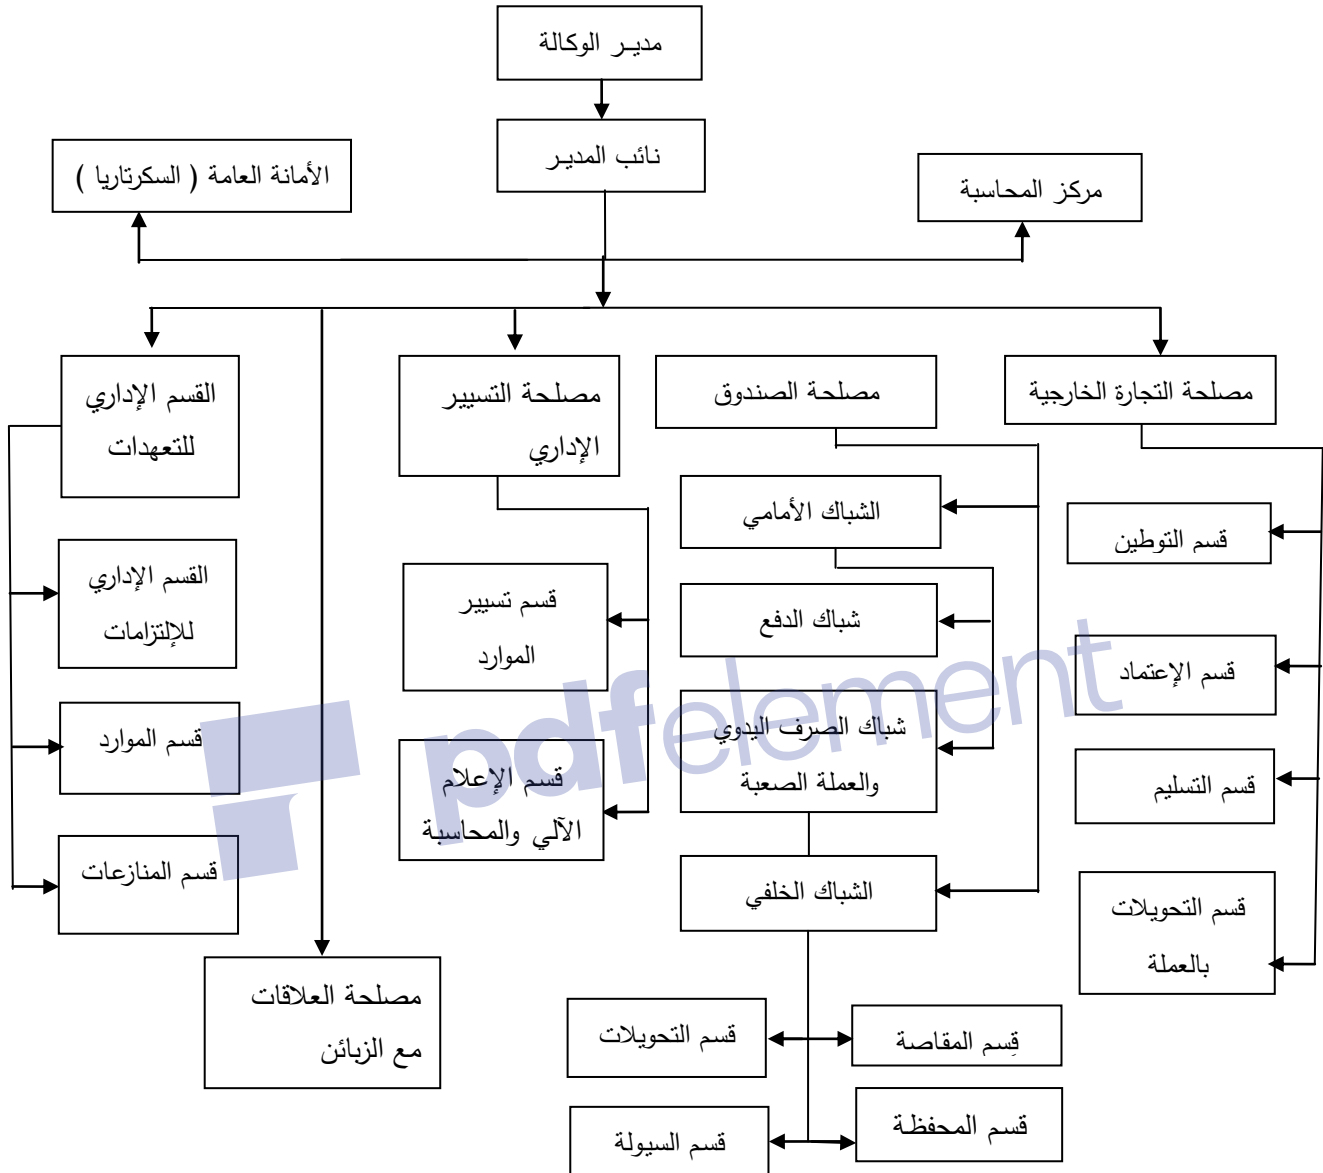 مديـر الوكالة
نائب المديـر
مركز المحاسبة
الأمانة العامة ( السكرتاريا )
مصلحة التجارة الخارجية
مصلحة الصندوق
مصلحة التسيير
الإداري
القسم الإداري
للتعهدات
قسم التوطين
قسم الإعتماد
قسم التسليم
قسم التحويلات
بالعملة
الشباك الأمامي
شباك الدفع
شباك الصرف اليدوي
والعملة الصعبة
الشباك الخلفي
قسم المقاصة
قسم التحويلات
قسم المحفظة
قسم السيولة
قسم تسيير
الموارد
قسم الإعلام
الآلي والمحاسبة
القسم الإداري
للإلتزامات
قسم الموارد
قسم المنازعات
مصلحة العلاقات
مع الزبائن
pdfelement